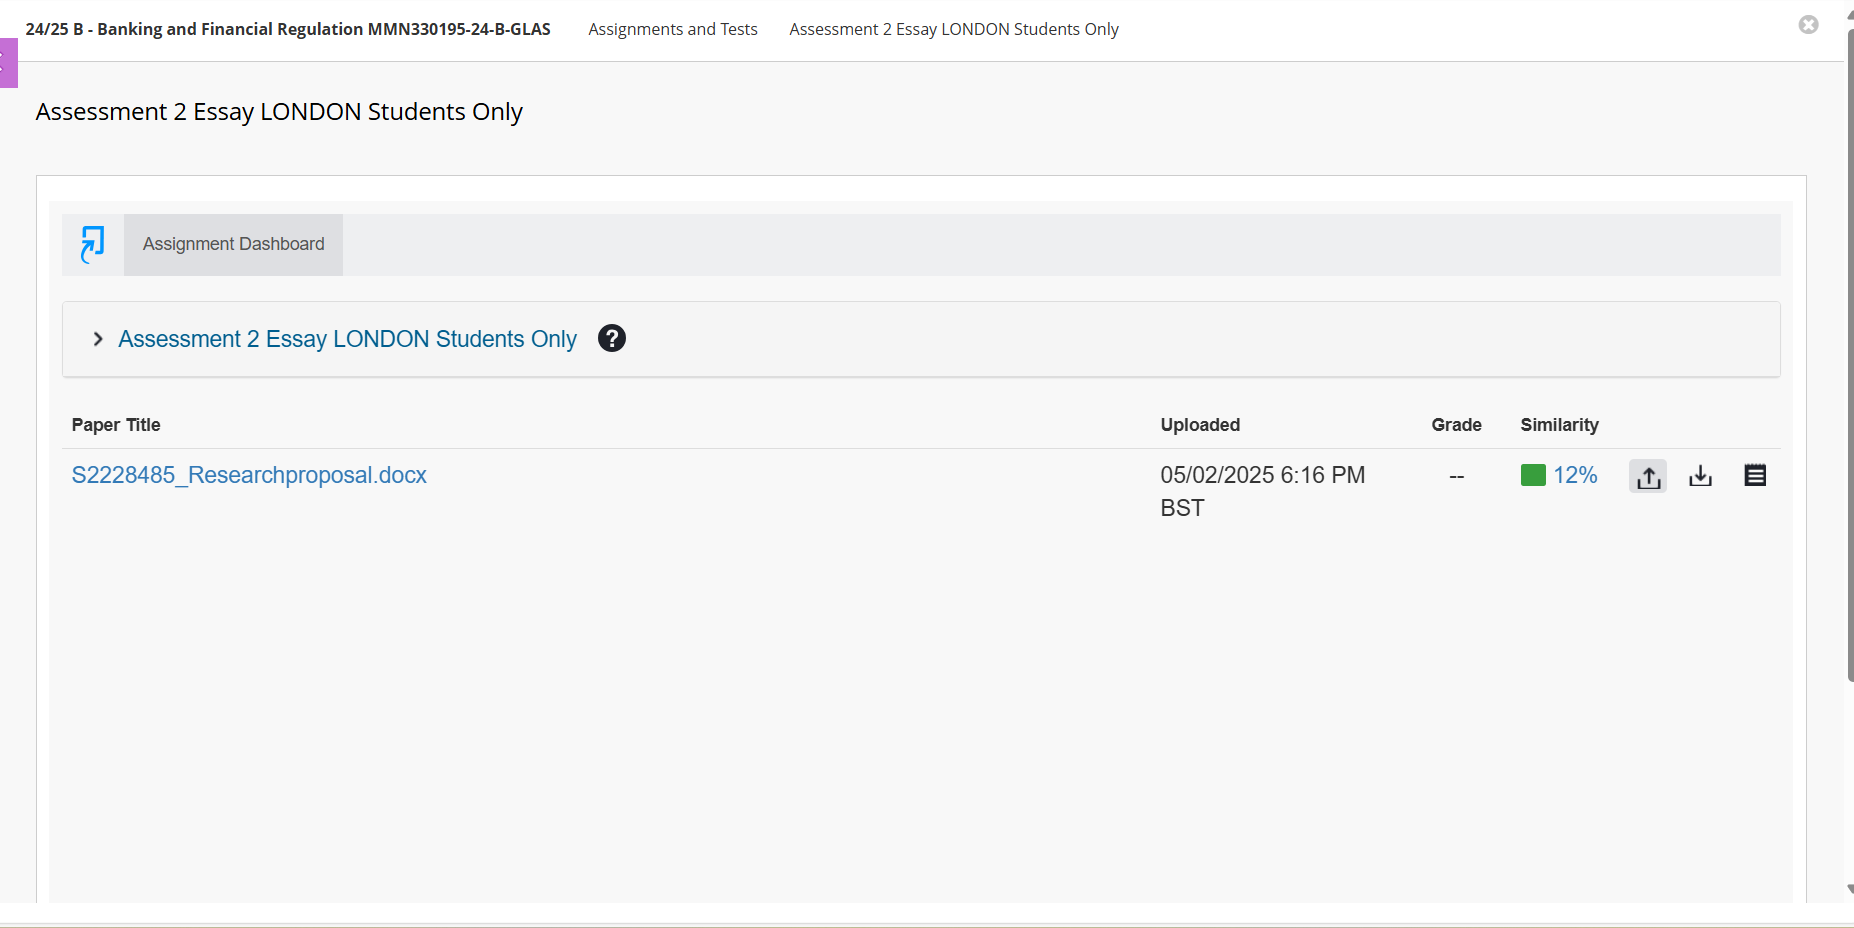 24/25 B - Banking and Financial Regulation MMN330195-24-B-GLAS Assignments and Tests Assessment 2 Essay LONDON Students Only
Assessment 2 Essay LONDON Students Only
Assignment Dashboard
Assessment 2 Essay LONDON Students Only ?
Paper Title Uploaded Grade Similarity
S2228485_Researchproposal.docx 05/02/2025 6:16 PM -- 12%
BST